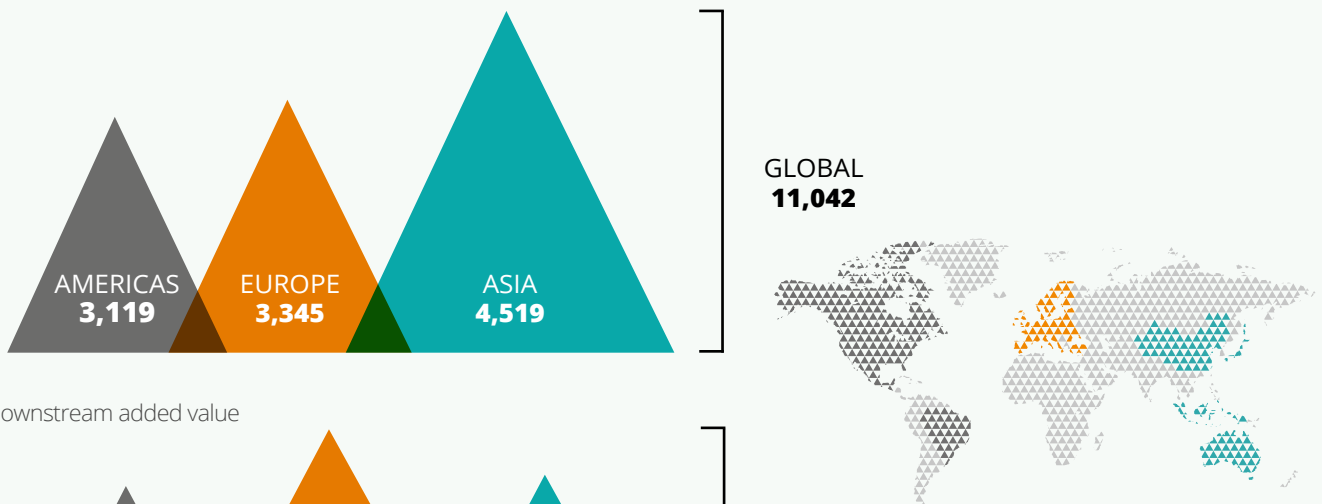 GLOBAL
11,042
AMERICAS
3,119
EUROPE
3,345
ASIA
4,519
ownstream added value